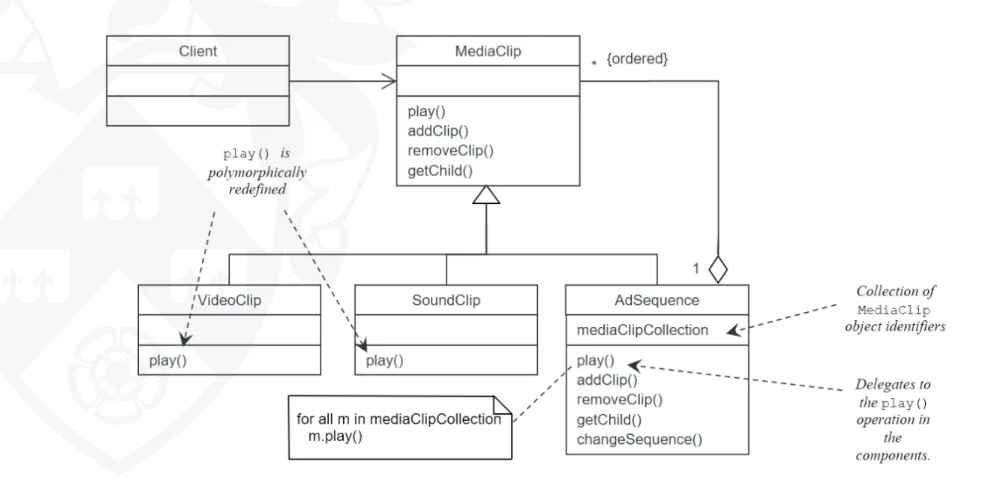 Client
MediaClip
* {ordered}
play()
addClip()
removeClip()
getChild()
play() is
polymorphically
redefined
1
VideoClip
play()
SoundClip
play()
AdSequence
mediaClipCollection
play()
addClip()
removeClip()
getChild()
changeSequence()
Collection of
MediaClip
object identifiers
for all m in mediaClipCollection
m.play()
Delegates to
the play()
operation in
the
components.